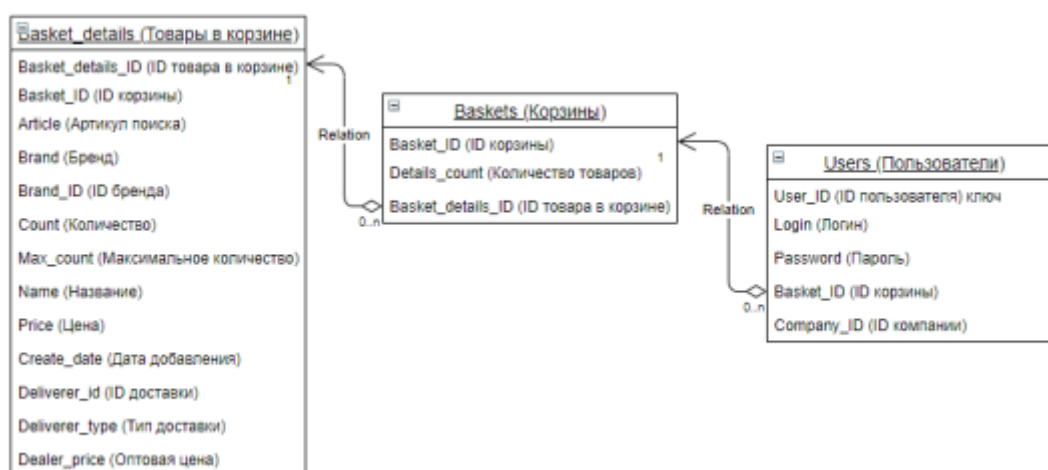 Basket_details (Товары в корзине)
Basket_details_ID (ID товара в корзине)
1
Basket_ID (ID корзины)
Article (Артикул поиска)
Brand (Бренд)
Brand_ID (ID бренда)
Count (Количество)
Max_count (Максимальное количество)
Name (Название)
Price (Цена)
Create_date (Дата добавления)
Deliverer_id (ID доставки)
Deliverer_type (Тип доставки)
Dealer_price (Оптовая цена)
Relation
Baskets (Корзины)
Basket_ID (ID корзины)
1
Details_count (Количество товаров)
Basket_details_ID (ID товара в корзине)
0..n
Relation
Users (Пользователи)
User_ID (ID пользователя) ключ
Login (Логин)
Password (Пароль)
Basket_ID (ID корзины)
0..n
Company_ID (ID компании)